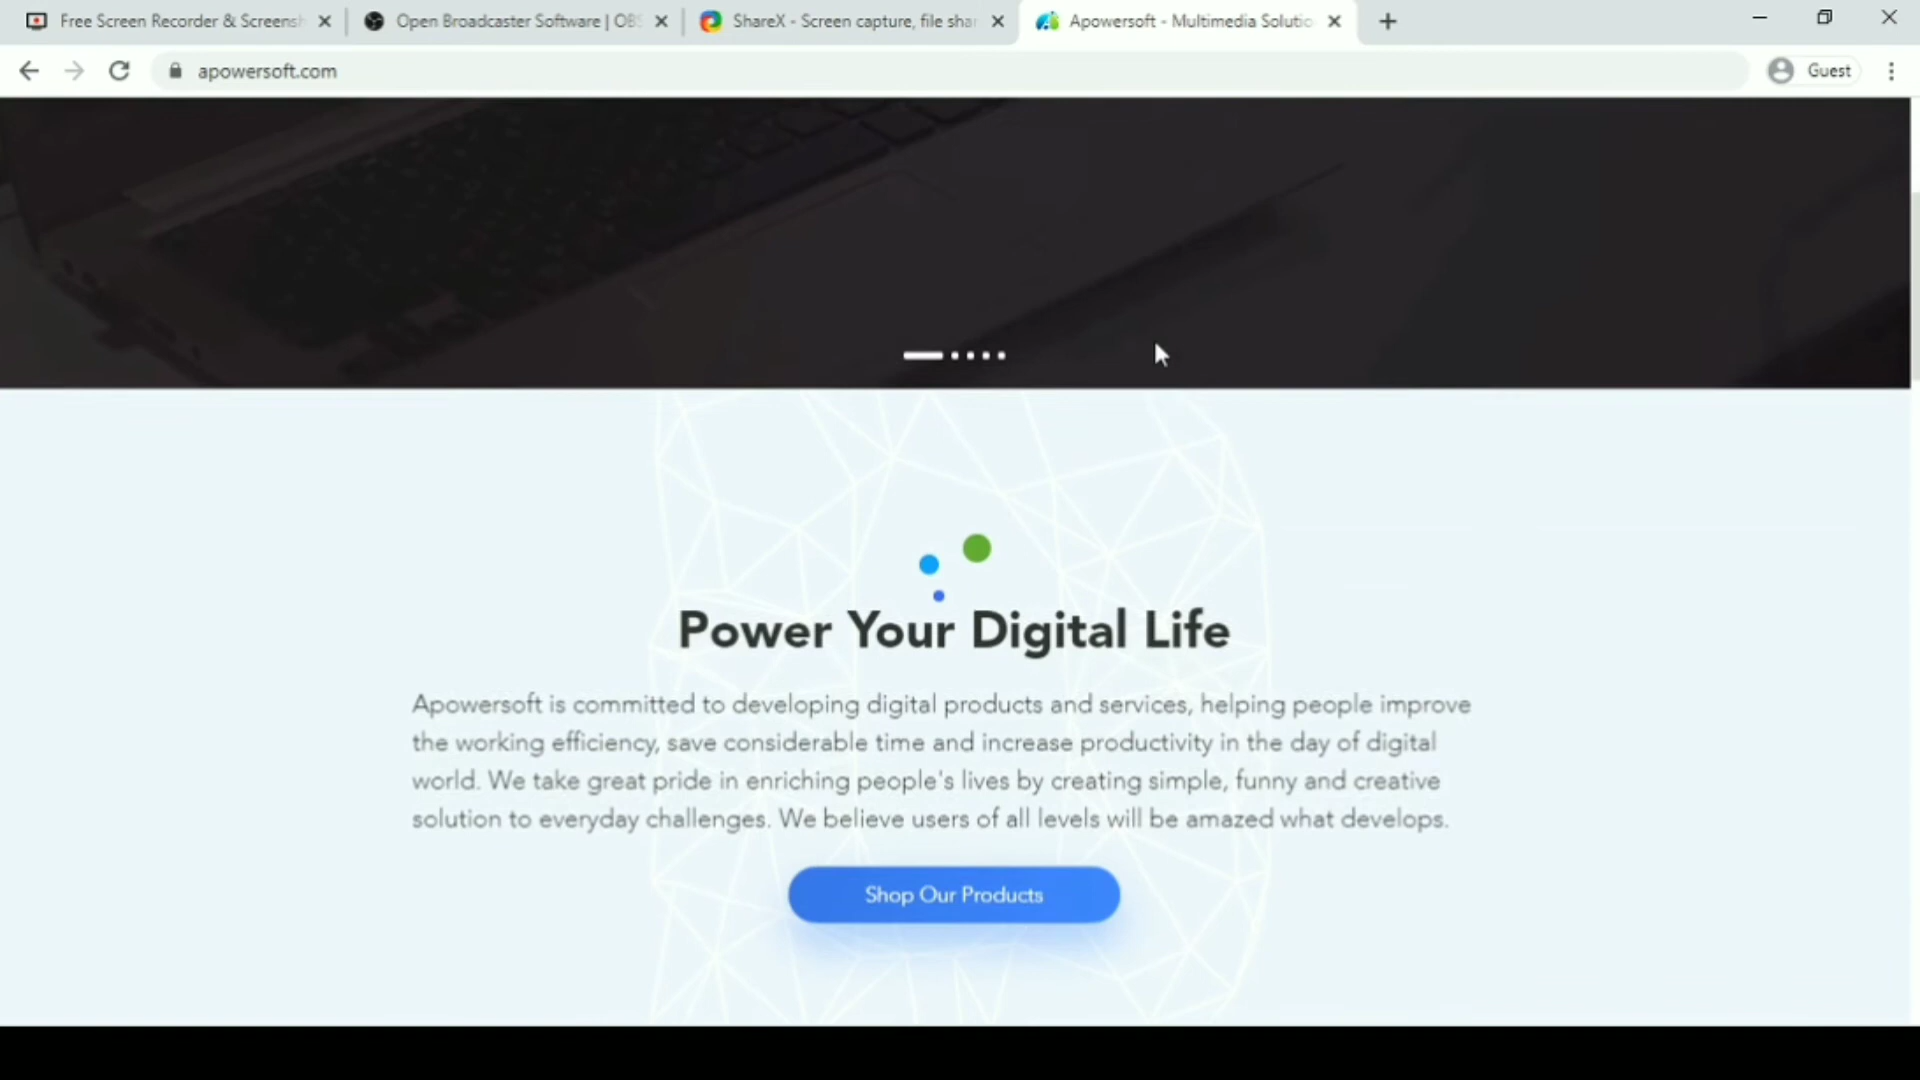 Free Screen Recorder & Screensh
Open Broadcaster Software | OBS
ShareX - Screen capture, file shar
Apowersoft - Multimedia Solutio
apowersoft.com
Guest
Power Your Digital Life
Apowersoft is committed to developing digital products and services, helping people improve
the working efficiency, save considerable time and increase productivity in the day of digital
world. We take great pride in enriching people's lives by creating simple, funny and creative
solution to everyday challenges. We believe users of all levels will be amazed what develops.
Shop Our Products